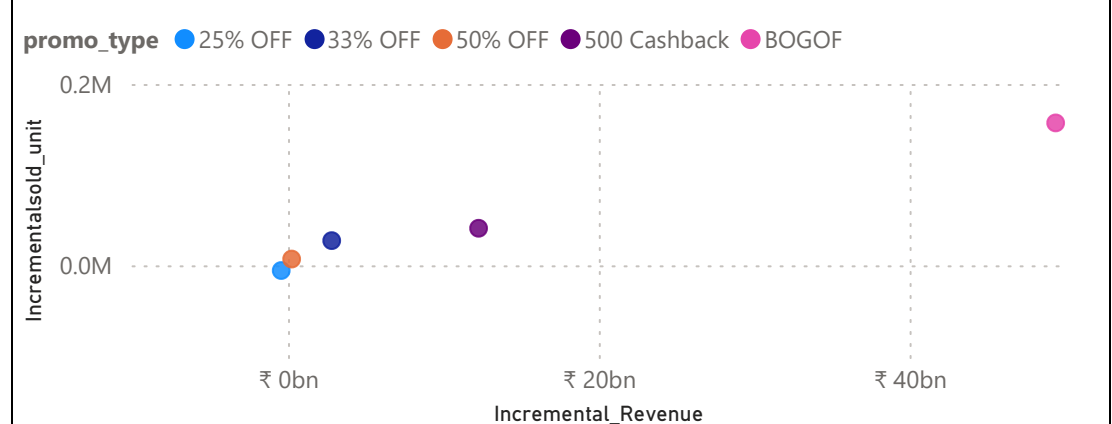 promo_type 25% OFF 33% OFF 50% OFF 500 Cashback BOGOF
0.2M
Incrementalsold_unit
0.0M
₹ 0bn ₹ 20bn ₹ 40bn
Incremental_Revenue